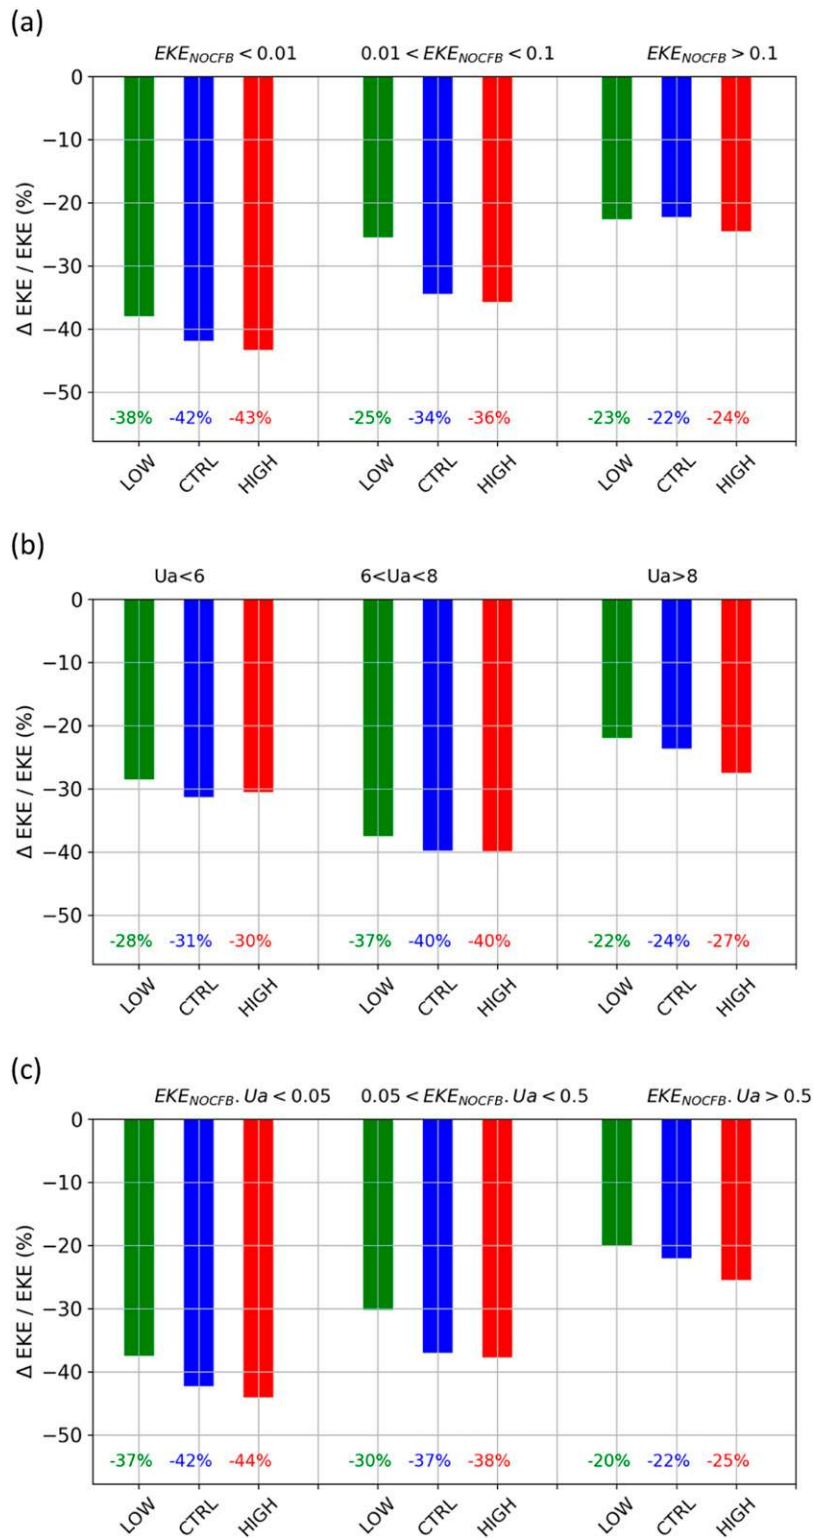 (a)
EKE_NOCFB < 0.01 0.01 < EKE_NOCFB < 0.1 EKE_NOCFB > 0.1
0
−10
−20
−30
−40
−50
Δ EKE / EKE (%)
-38% -42% -43% -25% -34% -36% -23% -22% -24%
LOW CTRL HIGH LOW CTRL HIGH LOW CTRL HIGH
(b)
Ua<6 6<Ua<8 Ua>8
0
−10
−20
−30
−40
−50
Δ EKE / EKE (%)
-28% -31% -30% -37% -40% -40% -22% -24% -27%
LOW CTRL HIGH LOW CTRL HIGH LOW CTRL HIGH
(c)
EKE_NOCFB. Ua < 0.05 0.05 < EKE_NOCFB. Ua < 0.5 EKE_NOCFB. Ua > 0.5
0
−10
−20
−30
−40
−50
Δ EKE / EKE (%)
-37% -42% -44% -30% -37% -38% -20% -22% -25%
LOW CTRL HIGH LOW CTRL HIGH LOW CTRL HIGH